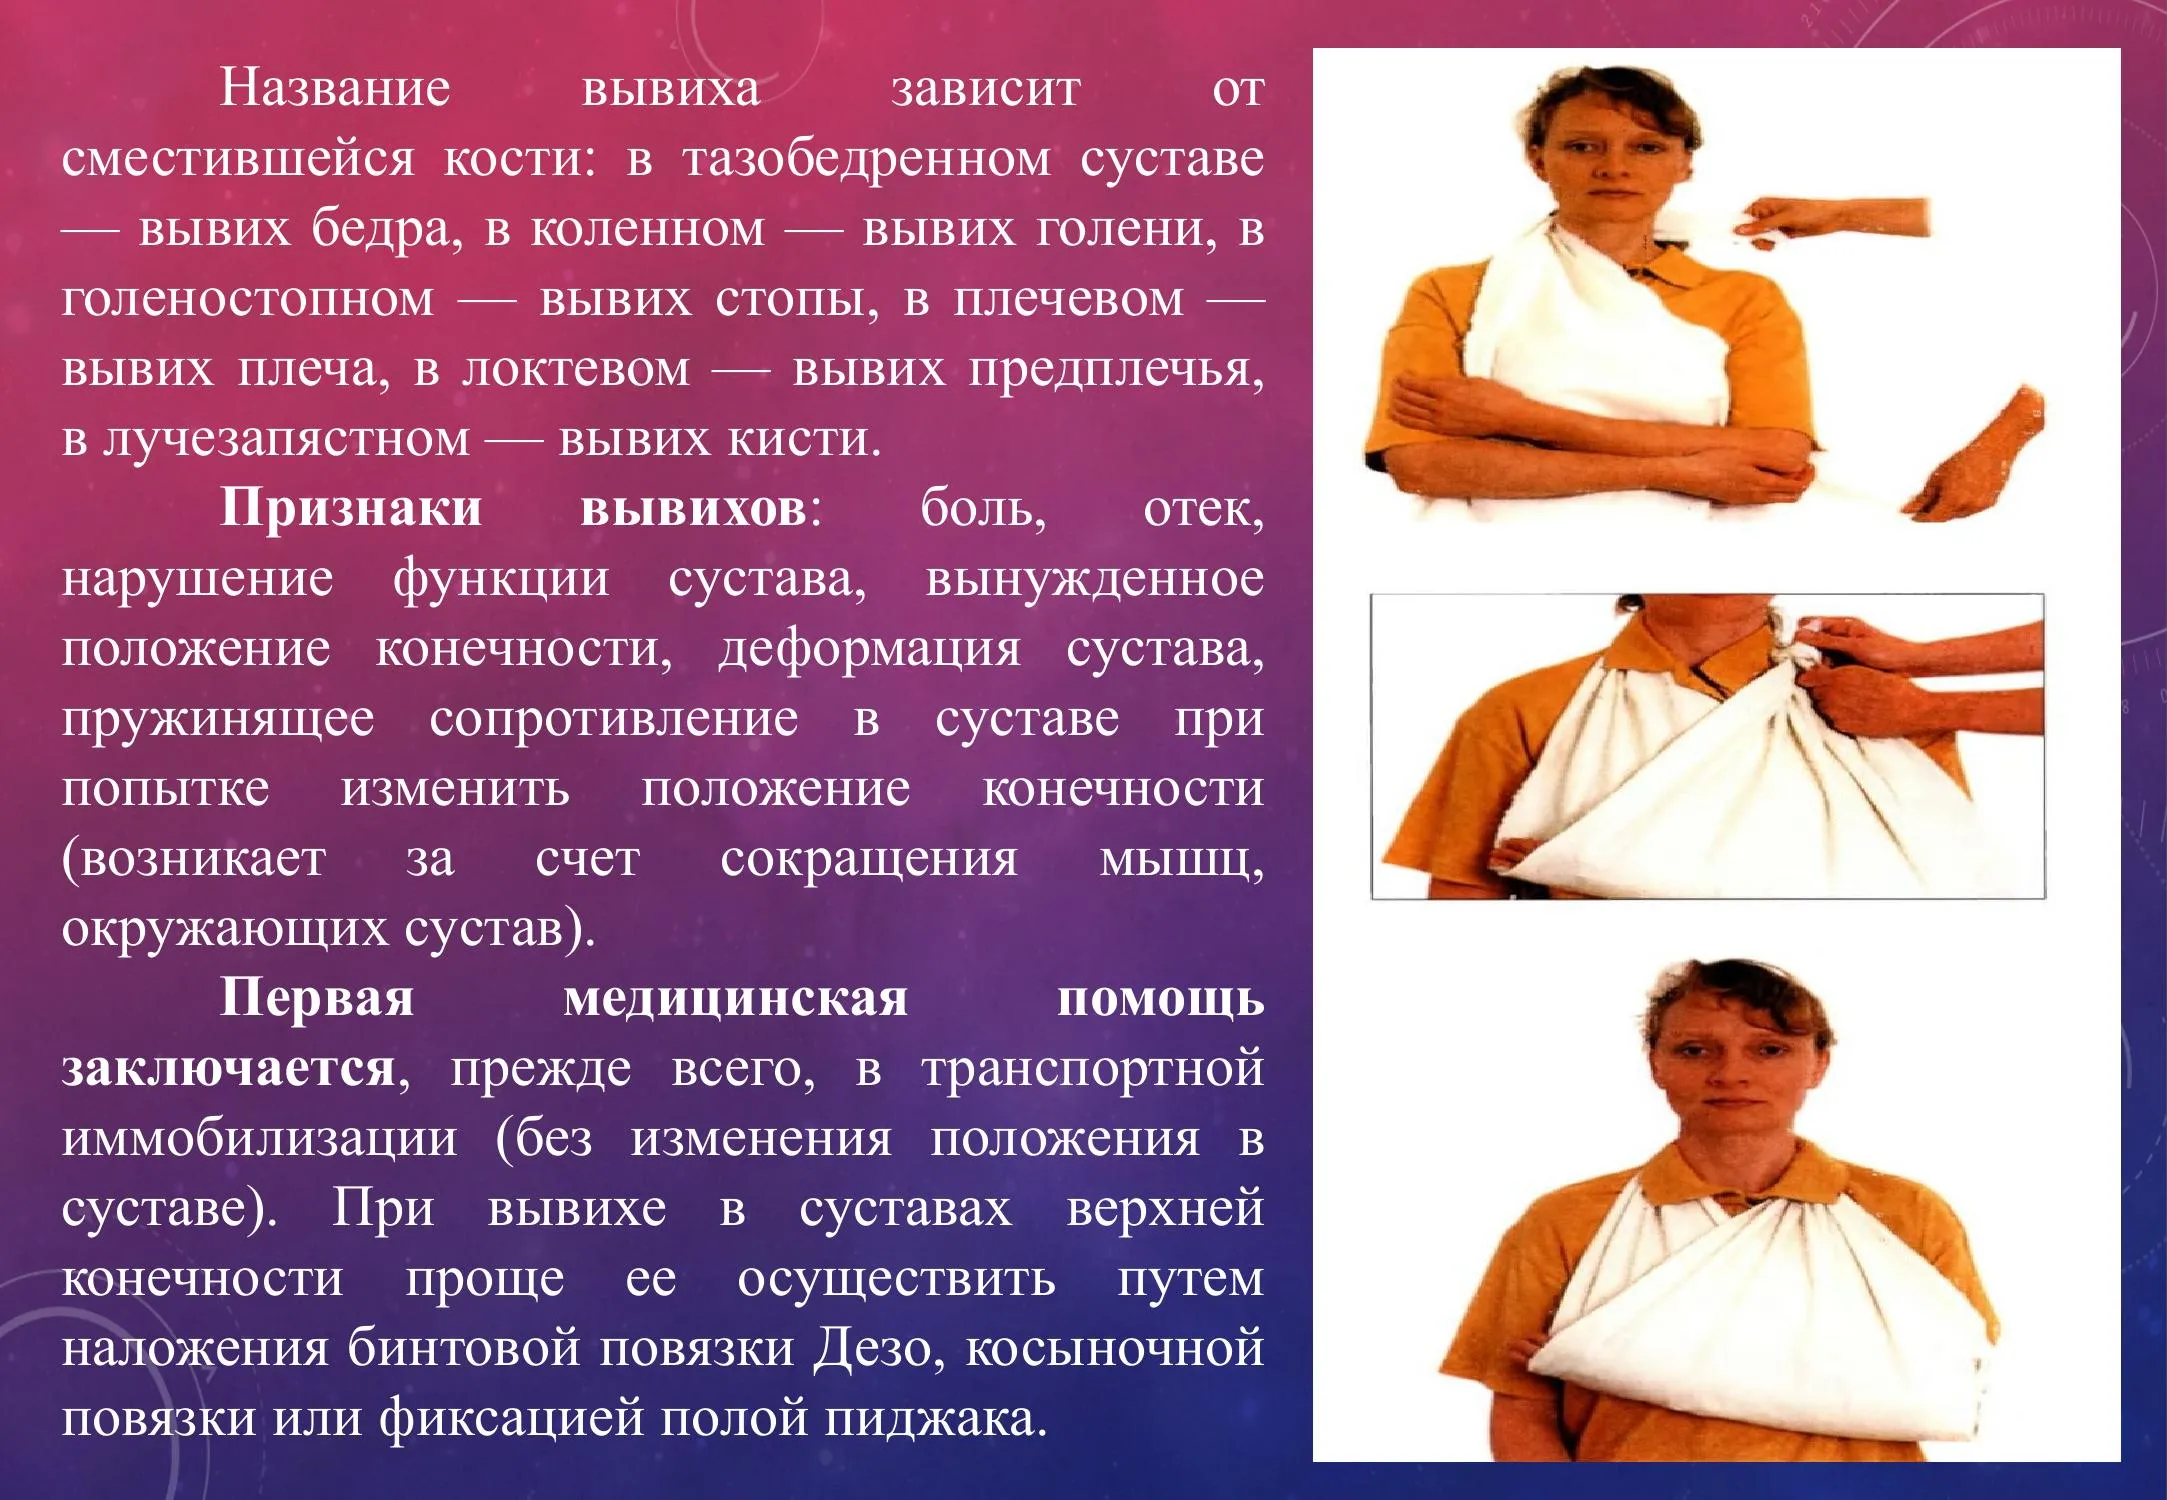 Название вывиха зависит от
сместившейся кости: в тазобедренном суставе
— вывих бедра, в коленном — вывих голени, в
голеностопном — вывих стопы, в плечевом —
вывих плеча, в локтевом — вывих предплечья,
в лучезапястном — вывих кисти.
Признаки вывихов: боль, отек,
нарушение функции сустава, вынужденное
положение конечности, деформация сустава,
пружинящее сопротивление в суставе при
попытке изменить положение конечности
(возникает за счет сокращения мышц,
окружающих сустав).
Первая медицинская помощь
заключается, прежде всего, в транспортной
иммобилизации (без изменения положения в
суставе). При вывихе в суставах верхней
конечности проще ее осуществить путем
наложения бинтовой повязки Дезо, косыночной
повязки или фиксацией полой пиджака.